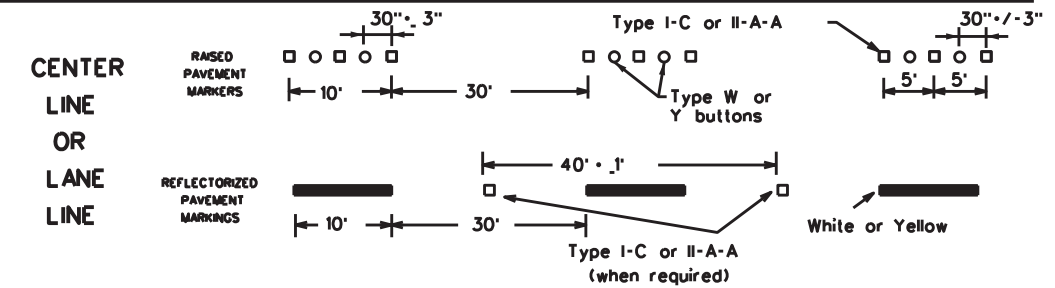 30"•_ 3"
Type I-C or II-A-A
30"•/-3"
CENTER
LINE
OR
LANE
LINE
RAISED
PAVEMENT
MARKERS
10'
30'
5'
5'
Type W or
Y buttons
40' • _1'
REFLECTORIZED
PAVEMENT
MARKINGS
10'
30'
Type I-C or II-A-A
(when required)
White or Yellow